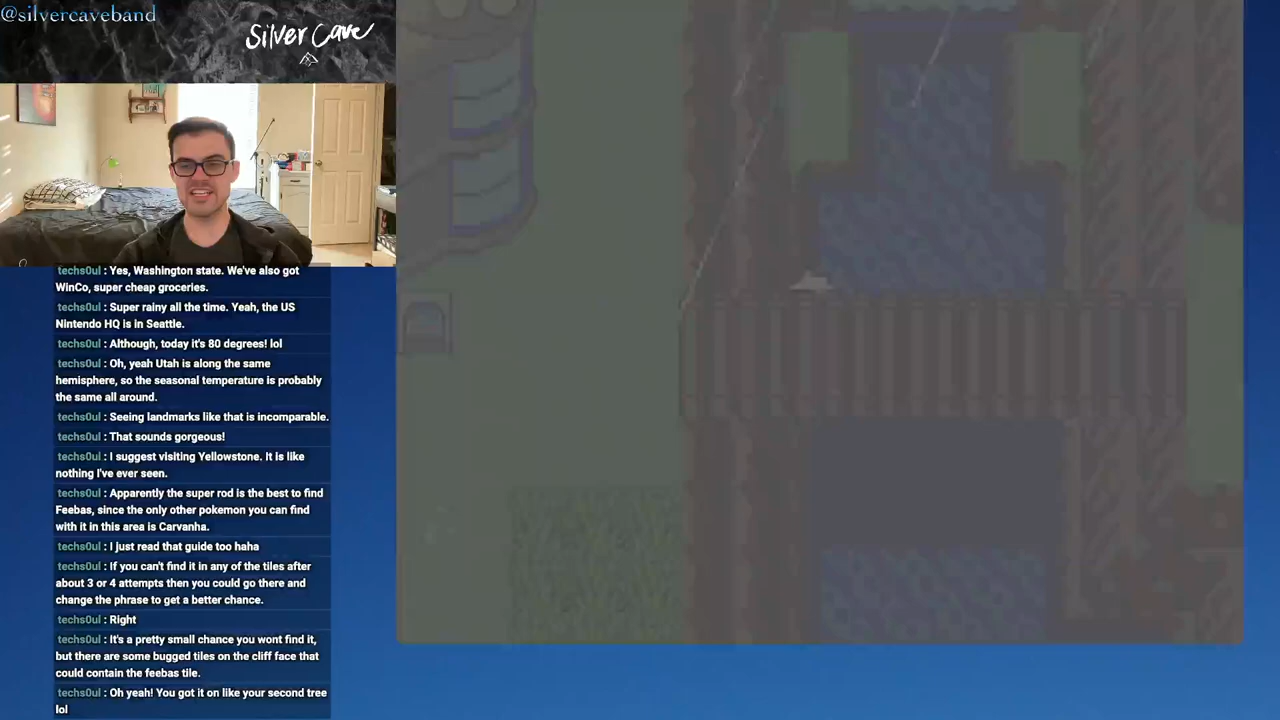 @silvercaveband
Silver Cave
techs0ul : Yes, Washington state. We've also got
WinCo, super cheap groceries.
techs0ul : Super rainy all the time. Yeah, the US
Nintendo HQ is in Seattle.
techs0ul : Although, today it's 80 degrees! lol
techs0ul : Oh, yeah Utah is along the same
hemisphere, so the seasonal temperature is probably
the same all around.
techs0ul : Seeing landmarks like that is incomparable.
techs0ul : That sounds gorgeous!
techs0ul : I suggest visiting Yellowstone. It is like
nothing I've ever seen.
techs0ul : Apparently the super rod is the best to find
Feebas, since the only other pokemon you can find
with it in this area is Carvanha.
techs0ul : I just read that guide too haha
techs0ul : If you can't find it in any of the tiles after
about 3 or 4 attempts then you could go there and
change the phrase to get a better chance.
techs0ul : Right
techs0ul : It's a pretty small chance you wont find it,
but there are some bugged tiles on the cliff face that
could contain the feebas tile.
techs0ul : Oh yeah! You got it on like your second tree
lol